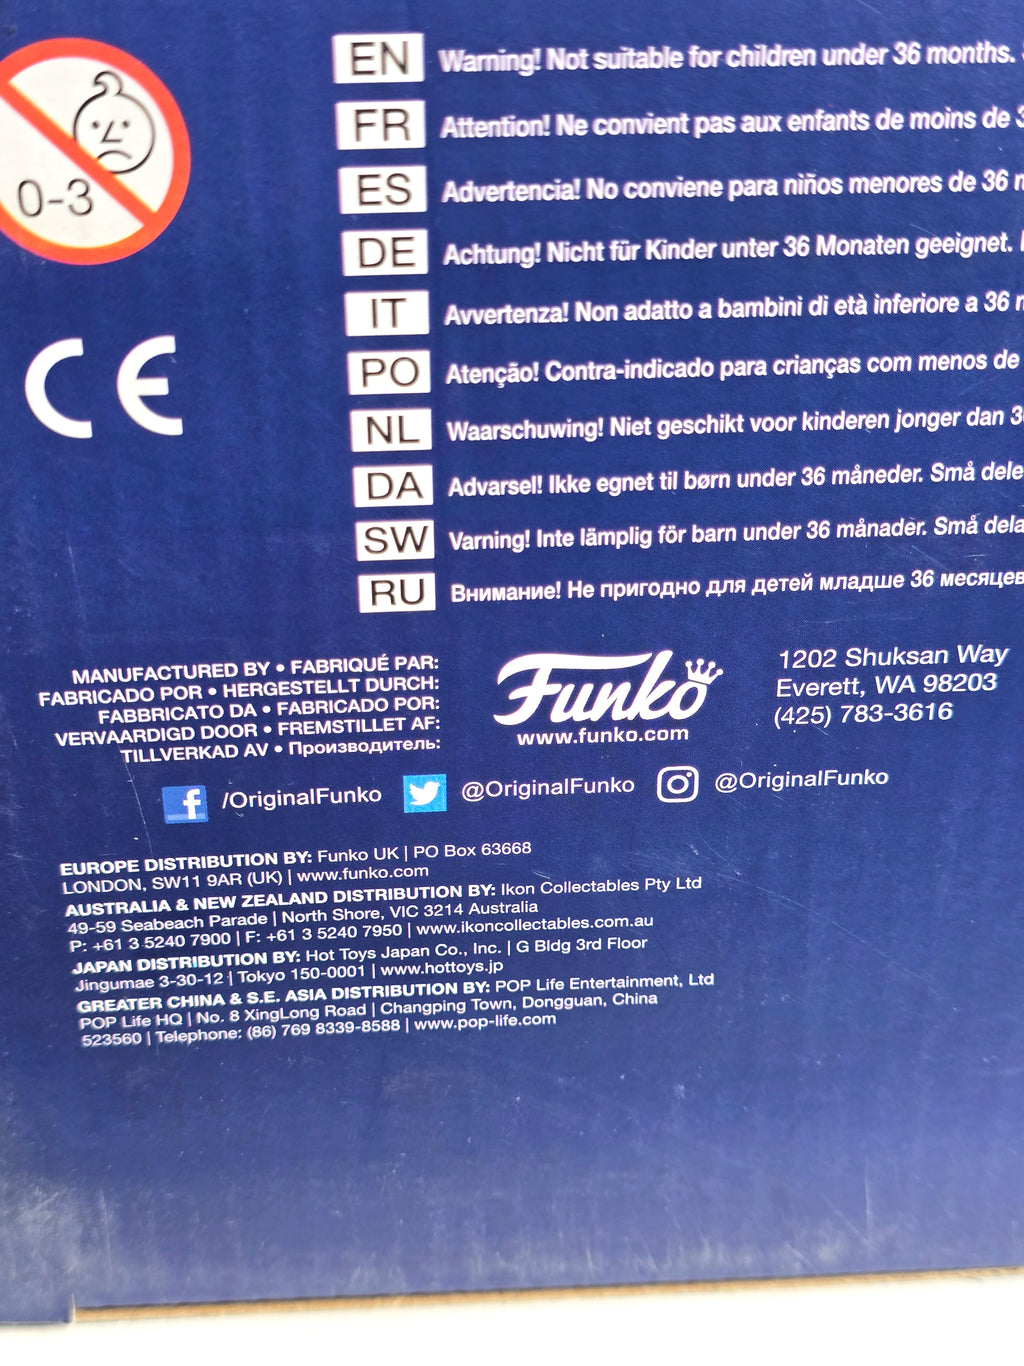 0-3
CE
EN Warning! Not suitable for children under 36 months.
FR Attention! Ne convient pas aux enfants de moins de
ES Advertencia! No conviene para niños menores de 36
DE Achtung! Nicht für Kinder unter 36 Monaten geeignet.
IT Avvertenza! Non adatto a bambini di età inferiore a 36
PO Atenção! Contra-indicado para crianças com menos de
NL Waarschuwing! Niet geschikt voor kinderen jonger dan
DA Advarsel! Ikke egnet til børn under 36 måneder. Små dele
SW Varning! Inte lämplig för barn under 36 månader. Små dela
RU Внимание! Не пригодно для детей младше 36 месяцев
MANUFACTURED BY • FABRIQUÉ PAR:
FABRICADO POR • HERGESTELLT DURCH:
FABBRICATO DA • FABRICADO POR:
VERVAARDIGD DOOR • FREMSTILLET AF:
TILLVERKAD AV • Производитель:
Funko
www.funko.com
1202 Shuksan Way
Everett, WA 98203
(425) 783-3616
/OriginalFunko @OriginalFunko @OriginalFunko
EUROPE DISTRIBUTION BY: Funko UK | PO Box 63668
LONDON, SW11 9AR (UK) | www.funko.com
AUSTRALIA & NEW ZEALAND DISTRIBUTION BY: Ikon Collectables Pty Ltd
49-59 Seabeach Parade | North Shore, VIC 3214 Australia
P: +61 3 5240 7900 | F: +61 3 5240 7950 | www.ikoncollectables.com.au
JAPAN DISTRIBUTION BY: Hot Toys Japan Co., Inc. | G Bldg 3rd Floor
Jingumae 3-30-12 | Tokyo 150-0001 | www.hottoys.jp
GREATER CHINA & S.E. ASIA DISTRIBUTION BY: POP Life Entertainment, Ltd
POP Life HQ | No. 8 XingLong Road | Changping Town, Dongguan, China
523560 | Telephone: (86) 769 8339-8588 | www.pop-life.com